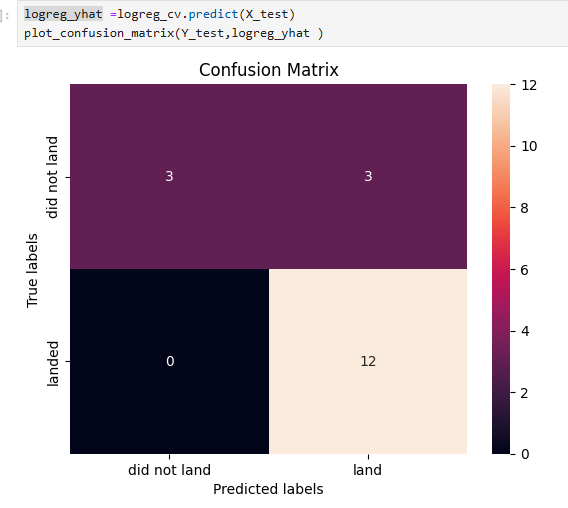 ]: logreg_yhat =logreg_cv.predict(X_test)
plot_confusion_matrix(Y_test,logreg_yhat )
Confusion Matrix
True labels
did not land
landed
3 3
0 12
did not land land
Predicted labels
12
10
8
6
4
2
0